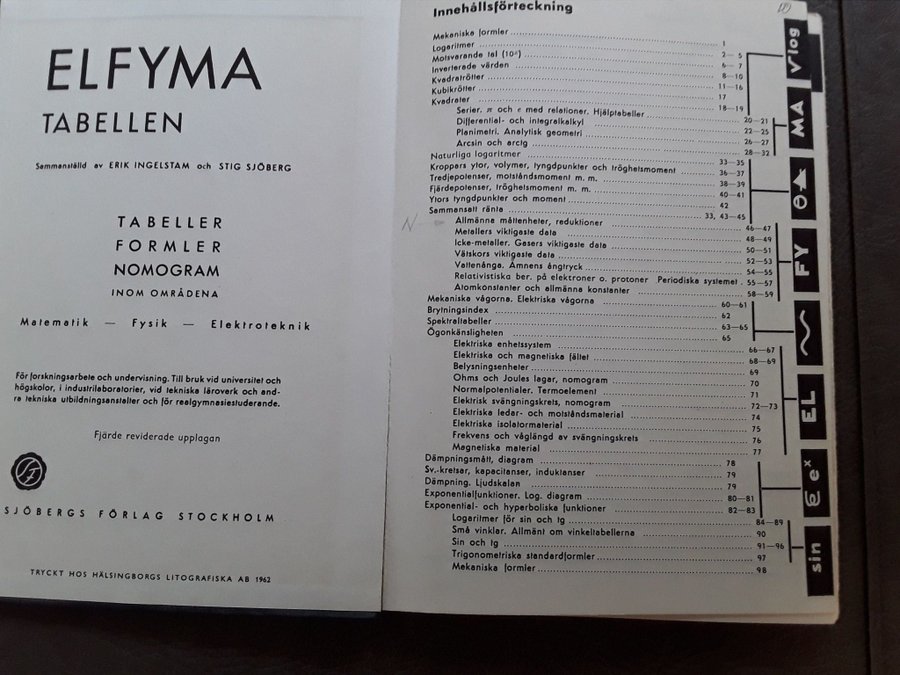 ELFYMA
TABELLEN
Sammanställd av ERIK INGELSTAM och STIG SJÖBERG
TABELLER
FORMLER
NOMOGRAM
INOM OMRÅDENA
Matematik — Fysik — Elektroteknik
För forskningsarbete och undervisning. Till bruk vid universitet och
högskolor, i industrilaboratorier, vid tekniska läroverk och and-
ra tekniska utbildningsanstalter och för realgymnasiestuderande.
Fjärde reviderade upplagan
SJÖBERGS FÖRLAG STOCKHOLM
TRYCKT HOS HÄLSINGBORGS LITOGRAFISKA AB 1962
Innehållsförteckning
Mekaniska formler 1
Logaritmer 2—5
Motsvarande tal (10ˣ) 6—7
Inverterade värden 8—10
Kvadratrötter 11—16
Kubikrötter 17
Kvadrater 18—19
Serier. π och e med relationer. Hjälptabeller 20—21
Differential- och integralkalkyl 22—25
Planimetri. Analytisk geometri 26—27
Arcsin och arctg 28—32
Naturliga logaritmer 33—35
Kroppars ytor, volymer, tyngdpunkter och tröghetsmoment 36—37
Tredjepotenser, motståndsmoment m. m. 38—39
Fjärdepotenser, tröghetsmoment m. m. 40—41
Ytors tyngdpunkter och moment 42
Sammansatt ränta 33, 43—45
N
Allmänna måttenheter, reduktioner 46—47
Metallers viktigaste data 48—49
Icke-metaller. Gasers viktigaste data 50—51
Vätskors viktigaste data 52—53
Vattenånga. Ämnens ångtryck 54—55
Relativistiska ber. på elektroner o. protoner Periodiska systemet 55—57
Atomkonstanter och allmänna konstanter 58—59
Mekaniska vågorna. Elektriska vågorna 60—61
Brytningsindex 62
Spektraltabeller 63—65
Ögonkänsligheten 65
Elektriska enhetssystem 66—67
Elektriska och magnetiska fältet 68—69
Belysningsenheter 69
Ohms och Joules lagar, nomogram 70
Normalpotentialer. Termoelement 71
Elektrisk svängningskrets, nomogram 72—73
Elektriska ledar- och motståndsmaterial 74
Elektriska isolatormaterial 75
Frekvens och våglängd av svängningskrets 76
Magnetiska material 77
Dämpningsmått, diagram 78
Sv.-kretsar, kapacitanser, induktanser 79
Dämpning. Ljudskalan 79
Exponentialfunktioner. Log. diagram 80—81
Exponential- och hyperboliska funktioner 82—83
Logaritmer för sin och tg 84—89
Små vinklar. Allmänt om vinkeltabellerna 90
Sin och tg 91—96
Trigonometriska standardformler 97
Mekaniska formler 98
√log
MA
FY
EL
eˣ
sin